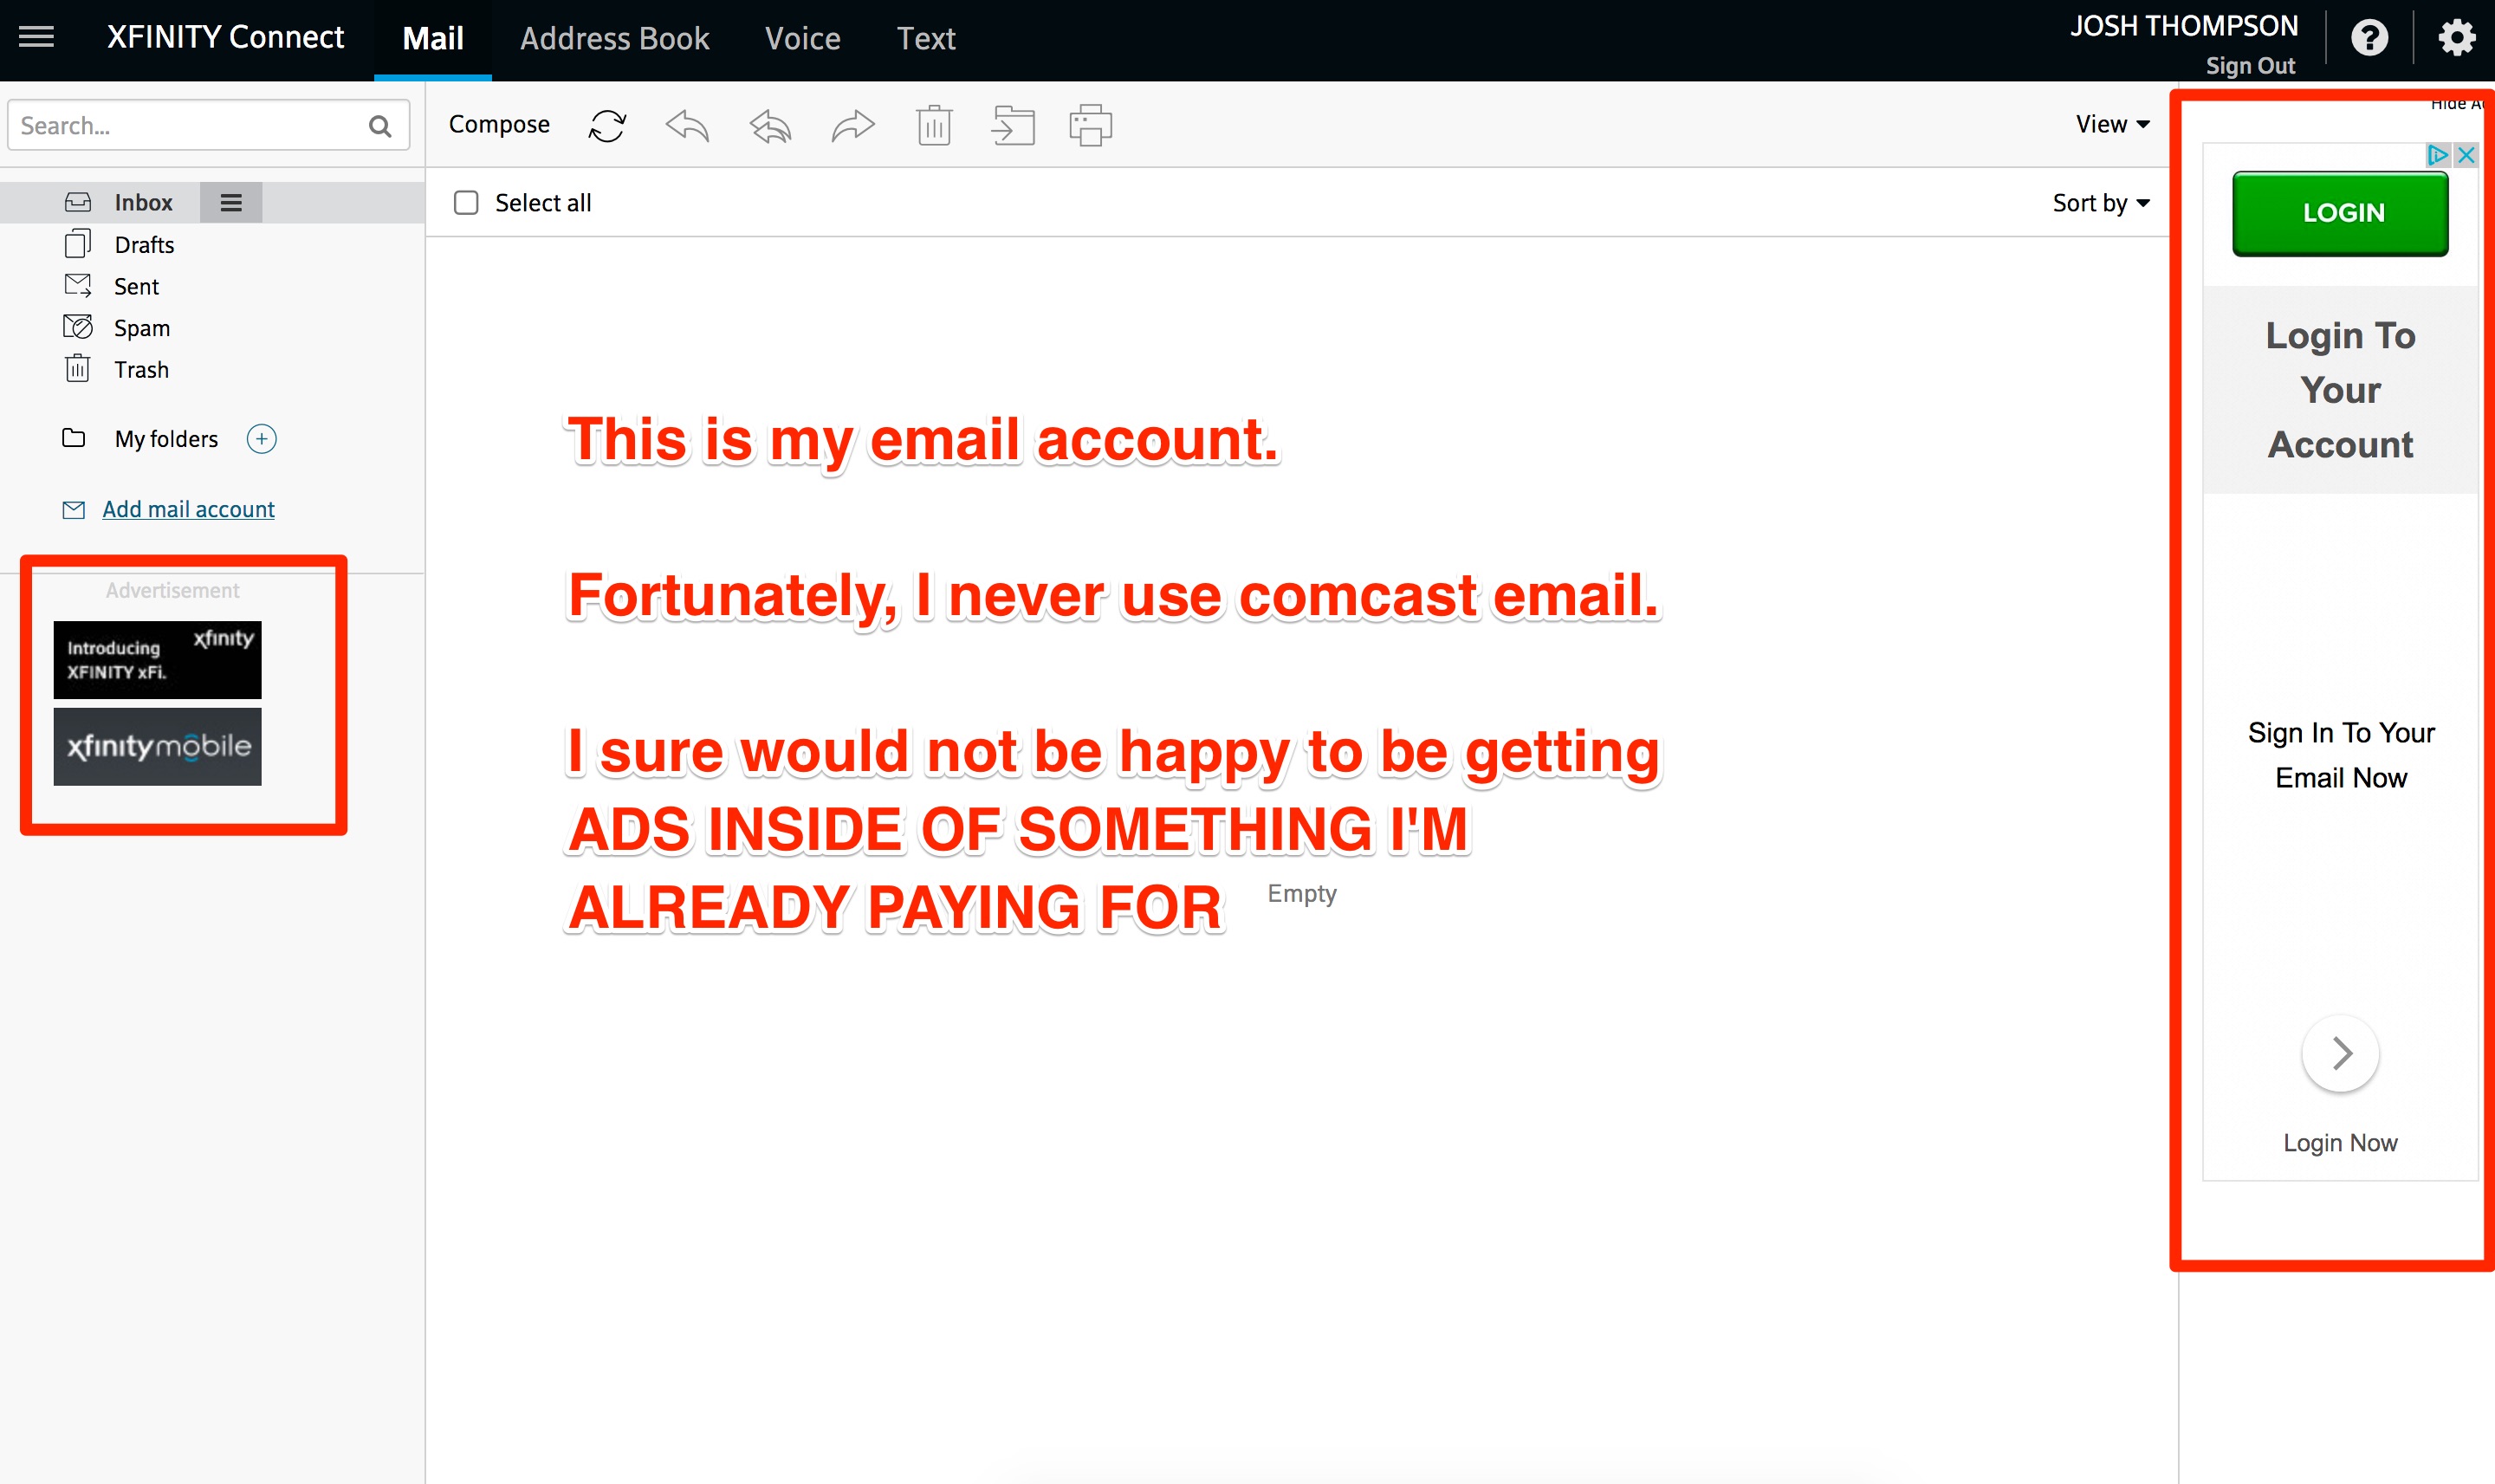 XFINITY Connect
Mail
Address Book
Voice
Text
JOSH THOMPSON
Sign Out
Search...
Compose
View
Hide
Inbox
Select all
Sort by
Drafts
Sent
Spam
Trash
My folders
Add mail account
Advertisement
Introducing
XFINITY xFi.
xfinity
xfinity mobile
This is my email account.
Fortunately, I never use comcast email.
I sure would not be happy to be getting
ADS INSIDE OF SOMETHING I'M
ALREADY PAYING FOR
Empty
LOGIN
Login To
Your
Account
Sign In To Your
Email Now
Login Now